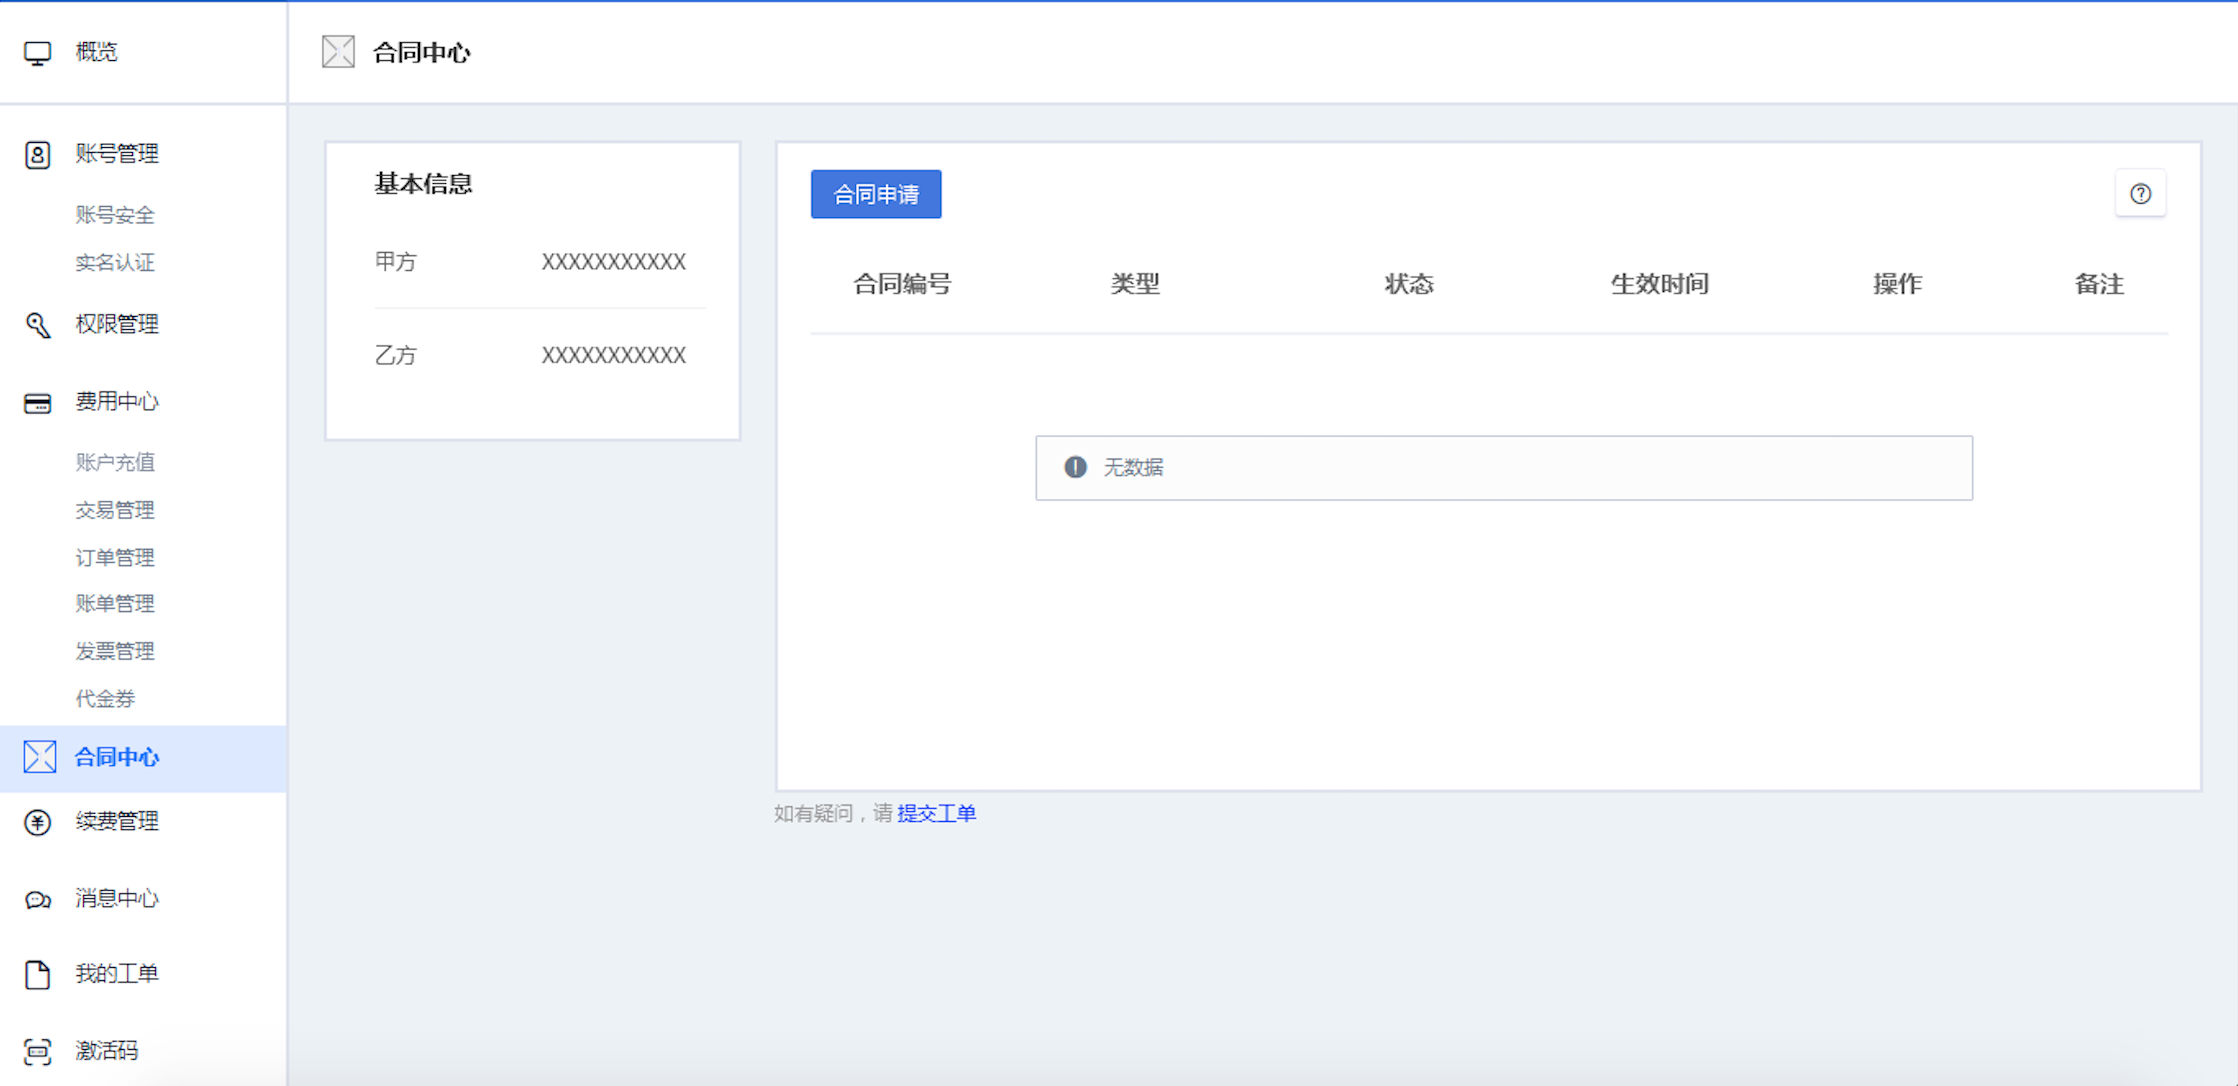 概览
账号管理
账号安全
实名认证
权限管理
费用中心
账户充值
交易管理
订单管理
账单管理
发票管理
代金券
合同中心
续费管理
消息中心
我的工单
激活码
合同中心
基本信息
甲方 XXXXXXXXXXX
乙方 XXXXXXXXXXX
合同申请
合同编号 类型 状态 生效时间 操作 备注
无数据
如有疑问，请 提交工单